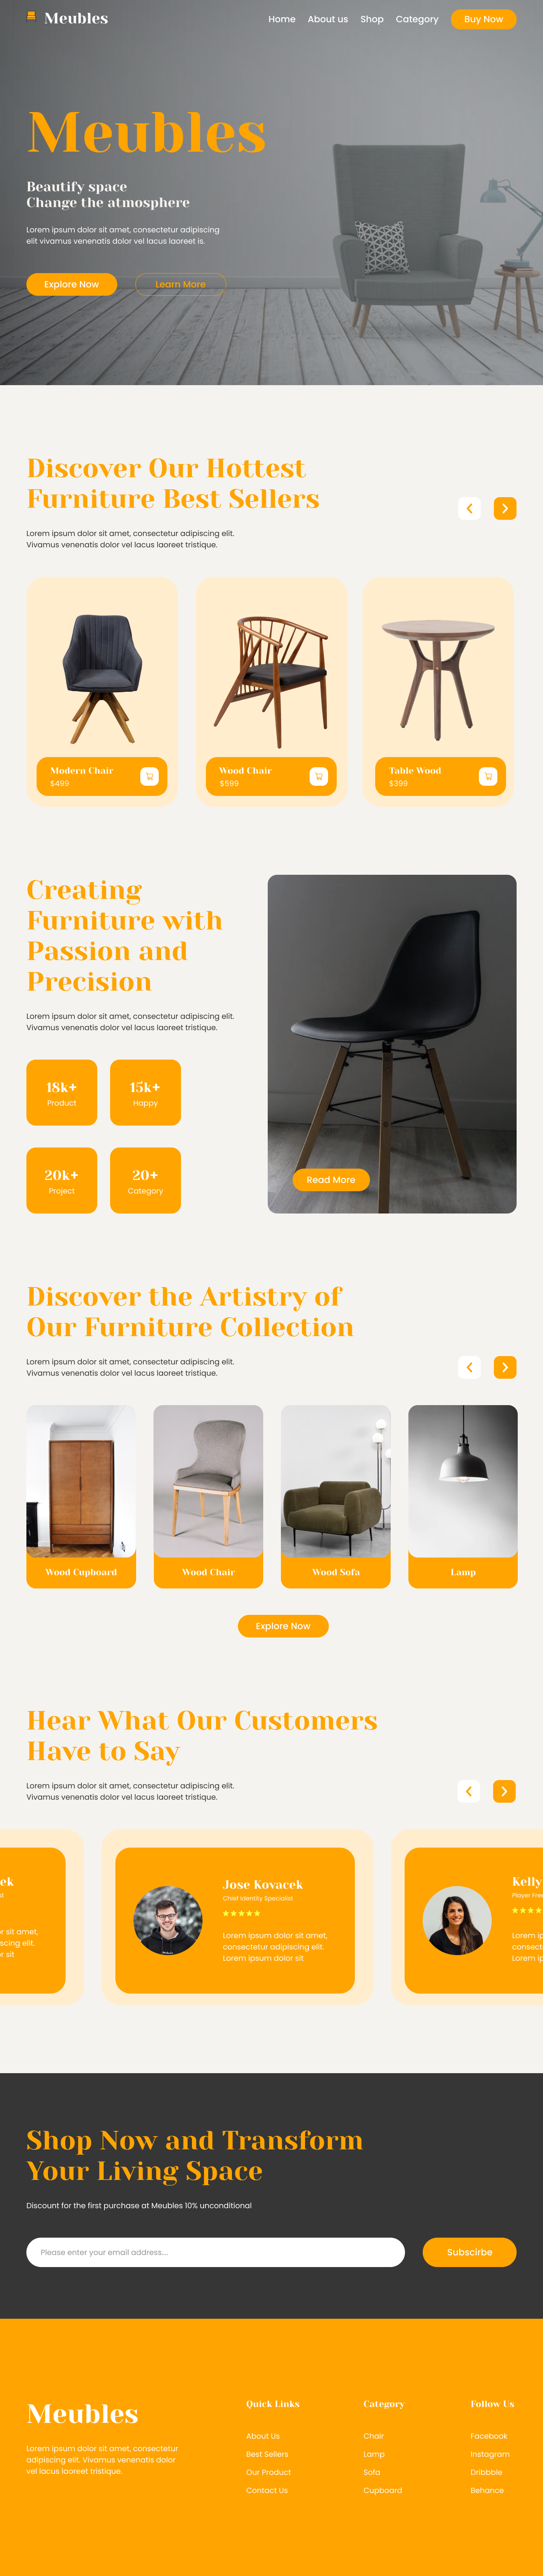 Meubles
Home About us Shop Category Buy Now
Meubles
Beautify space
Change the atmosphere
Lorem ipsum dolor sit amet, consectetur adipiscing
elit vivamus venenatis dolor vel lacus laoreet is.
Explore Now Learn More
Discover Our Hottest
Furniture Best Sellers
Lorem ipsum dolor sit amet, consectetur adipiscing elit.
Vivamus venenatis dolor vel lacus laoreet tristique.
Modern Chair
$499
Wood Chair
$599
Table Wood
$399
Creating
Furniture with
Passion and
Precision
Lorem ipsum dolor sit amet, consectetur adipiscing elit.
Vivamus venenatis dolor vel lacus laoreet tristique.
18k+
Product
15k+
Happy
20k+
Project
20+
Category
Read More
Discover the Artistry of
Our Furniture Collection
Lorem ipsum dolor sit amet, consectetur adipiscing elit.
Vivamus venenatis dolor vel lacus laoreet tristique.
Wood Cupboard
Wood Chair
Wood Sofa
Lamp
Explore Now
Hear What Our Customers
Have to Say
Lorem ipsum dolor sit amet, consectetur adipiscing elit.
Vivamus venenatis dolor vel lacus laoreet tristique.
ek
st
r sit amet,
scing elit.
r sit
Jose Kovacek
Chief Identity Specialist
Lorem ipsum dolor sit amet,
consectetur adipiscing elit.
Lorem ipsum dolor sit
Kelly
Player Free
Lorem ip
consect
Lorem ip
Shop Now and Transform
Your Living Space
Discount for the first purchase at Meubles 10% unconditional
Please enter your email address....
Subscirbe
Meubles
Lorem ipsum dolor sit amet, consectetur
adipiscing elit. Vivamus venenatis dolor
vel lacus laoreet tristique.
Quick Links
About Us
Best Sellers
Our Product
Contact Us
Category
Chair
Lamp
Sofa
Cupboard
Follow Us
Facebook
Instagram
Dribbble
Behance